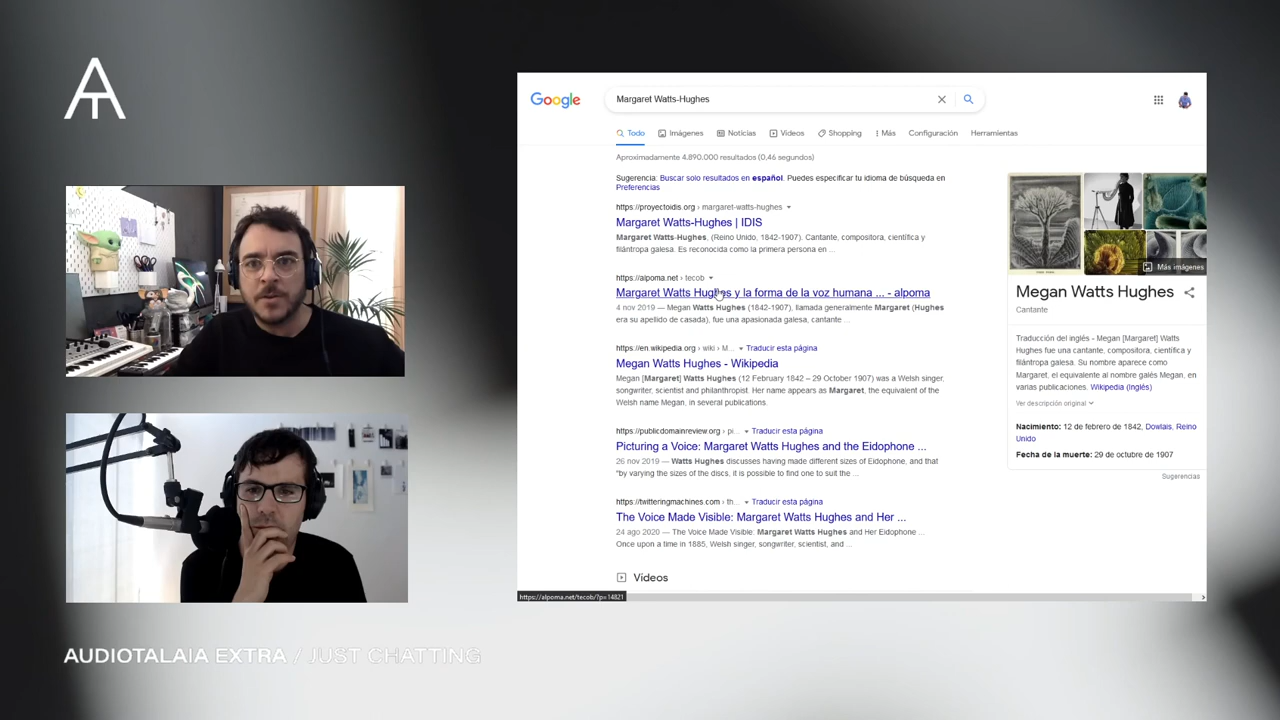 AT
Google
Margaret Watts-Hughes
Todo Imágenes Noticias Vídeos Shopping Más Configuración Herramientas
Aproximadamente 4.890.000 resultados (0,46 segundos)
Sugerencia: Buscar solo resultados en español. Puedes especificar tu idioma de búsqueda en
Preferencias
https://proyectoidis.org › margaret-watts-hughes
Margaret Watts-Hughes | IDIS
Margaret Watts-Hughes, (Reino Unido, 1842-1907). Cantante, compositora, científica y
filántropa galesa. Es reconocida como la primera persona en ...
https://alpoma.net › tecob
Margaret Watts Hughes y la forma de la voz humana ... - alpoma
4 nov 2019 — Megan Watts Hughes (1842-1907), llamada generalmente Margaret (Hughes
era su apellido de casada), fue una apasionada galesa, cantante ...
https://en.wikipedia.org › wiki › M... Traducir esta página
Megan Watts Hughes - Wikipedia
Megan [Margaret] Watts Hughes (12 February 1842 – 29 October 1907) was a Welsh singer,
songwriter, scientist and philanthropist. Her name appears as Margaret, the equivalent of the
Welsh name Megan, in several publications.
https://publicdomainreview.org › pi... Traducir esta página
Picturing a Voice: Margaret Watts Hughes and the Eidophone ...
26 nov 2019 — Watts Hughes discusses having made different sizes of Eidophone, and that
"by varying the sizes of the discs, it is possible to find one to suit the ...
https://twitteringmachines.com › th... Traducir esta página
The Voice Made Visible: Margaret Watts Hughes and Her ...
24 ago 2020 — The Voice Made Visible: Margaret Watts Hughes and Her Eidophone ...
Once upon a time in 1885, Welsh singer, songwriter, scientist, and ...
Vídeos
https://alpoma.net/tecob/?p=14821
Más imágenes
Megan Watts Hughes
Cantante
Traducción del inglés - Megan [Margaret] Watts
Hughes fue una cantante, compositora, científica y
filántropa galesa. Su nombre aparece como
Margaret, el equivalente al nombre galés Megan, en
varias publicaciones. Wikipedia (Inglés)
Ver descripción original
Nacimiento: 12 de febrero de 1842, Dowlais, Reino
Unido
Fecha de la muerte: 29 de octubre de 1907
Sugerencias
AUDIOTALAIA EXTRA / JUST CHATTING